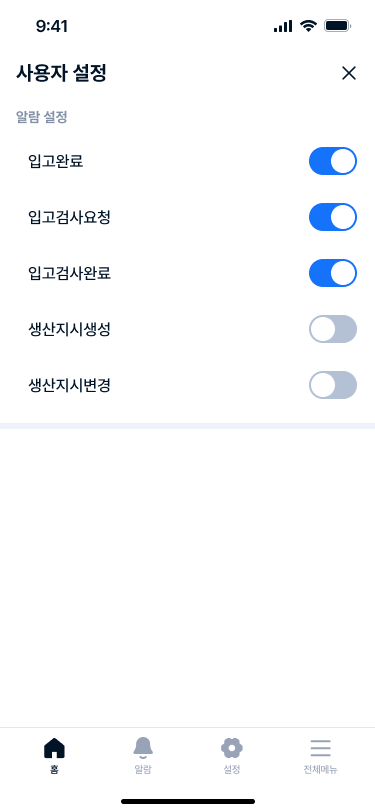 9:41
사용자 설정
알람 설정
입고완료
입고검사요청
입고검사완료
생산지시생성
생산지시변경
홈
알람
설정
전체메뉴